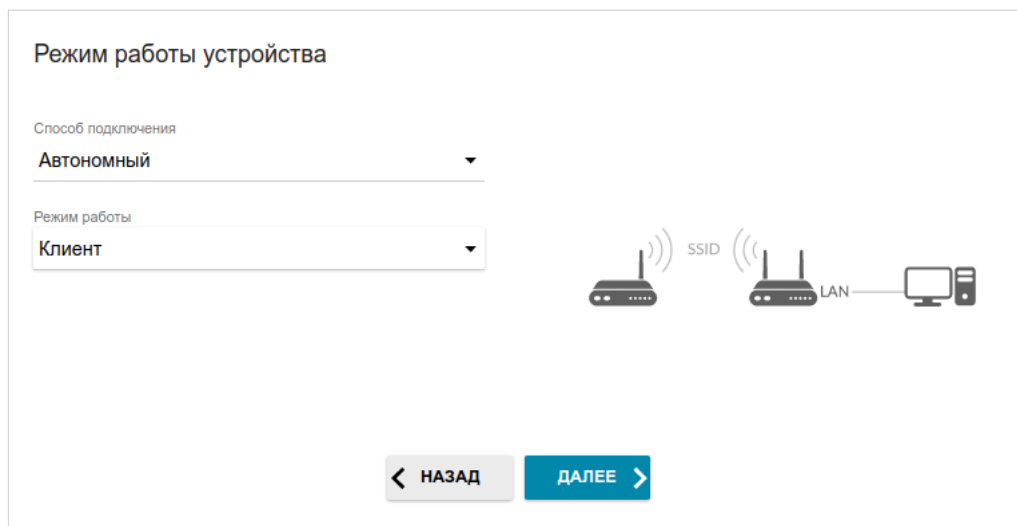 Режим работы устройства
Способ подключения
Автономный
Режим работы
Клиент
SSID
LAN
НАЗАД
ДАЛЕЕ